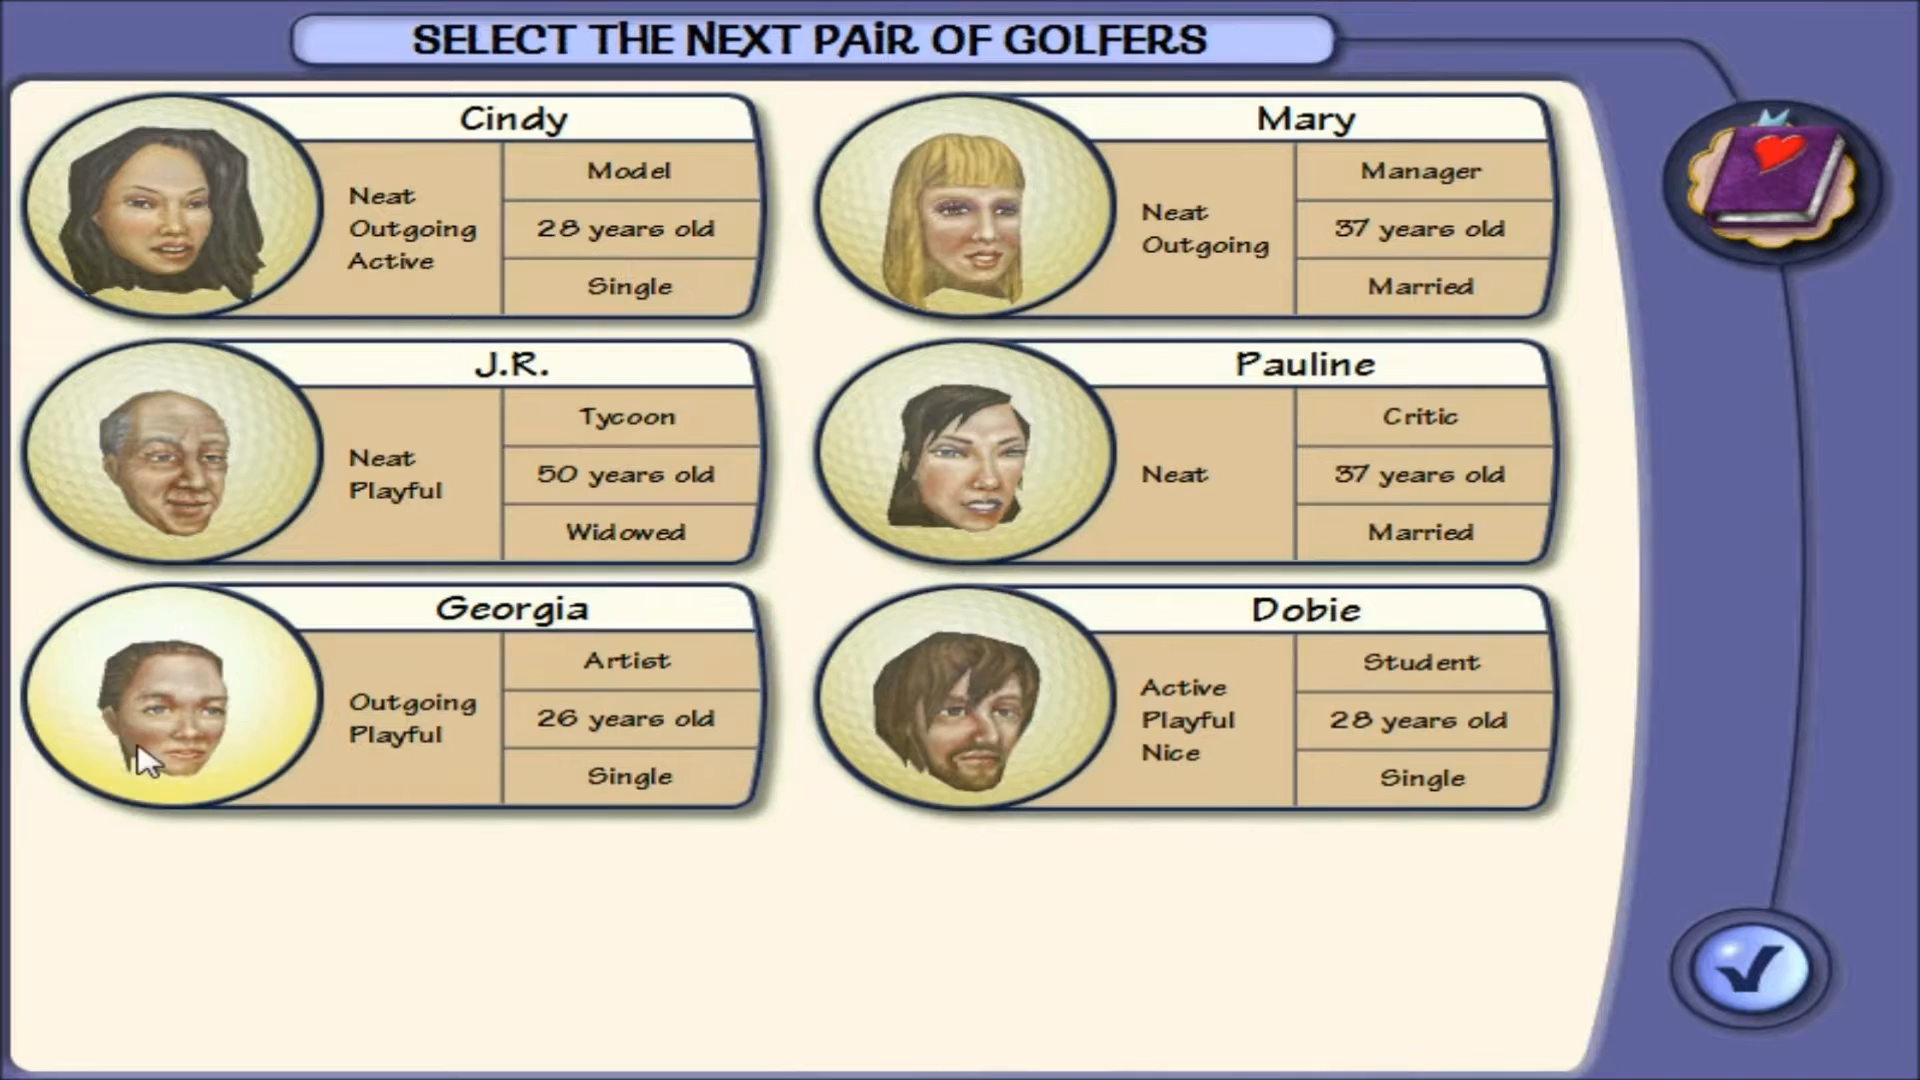 SELECT THE NEXT PAiR OF GOLFERS
Cindy
Neat
Outgoing
Active
Model
28 years old
Single
Mary
Neat
Outgoing
Manager
37 years old
Married
J.R.
Neat
Playful
Tycoon
50 years old
Widowed
Pauline
Neat
Critic
37 years old
Married
Georgia
Outgoing
Playful
Artist
26 years old
Single
Dobie
Active
Playful
Nice
Student
28 years old
Single